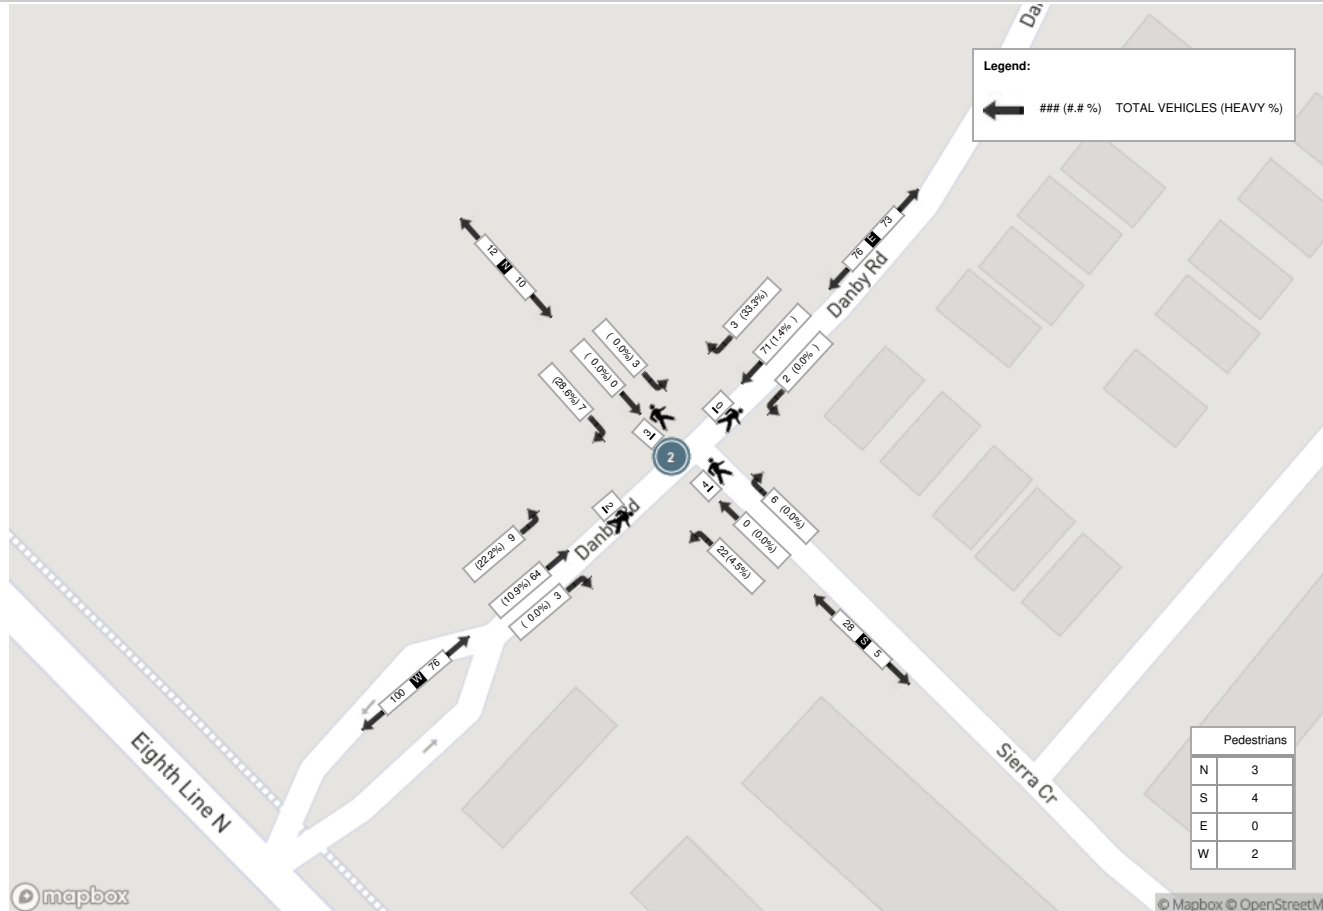 Da
Legend:
### (#.# %) TOTAL VEHICLES (HEAVY %)
12 N 10
76 E 73
Danby Rd
3 (33.3%)
71 (1.4% )
2 (0.0% )
( 0.0%) 3
( 0.0%) 0
(28.6%) 7
0
3
2
2
4
Danby Rd
(22.2%) 9
(10.9%) 64
( 0.0%) 3
6 (0.0%)
0 (0.0%)
22 (4.5%)
100 W 76
28 S 5
Eighth Line N
Sierra Cr
Pedestrians
N 3
S 4
E 0
W 2
mapbox
© Mapbox © OpenStreetM